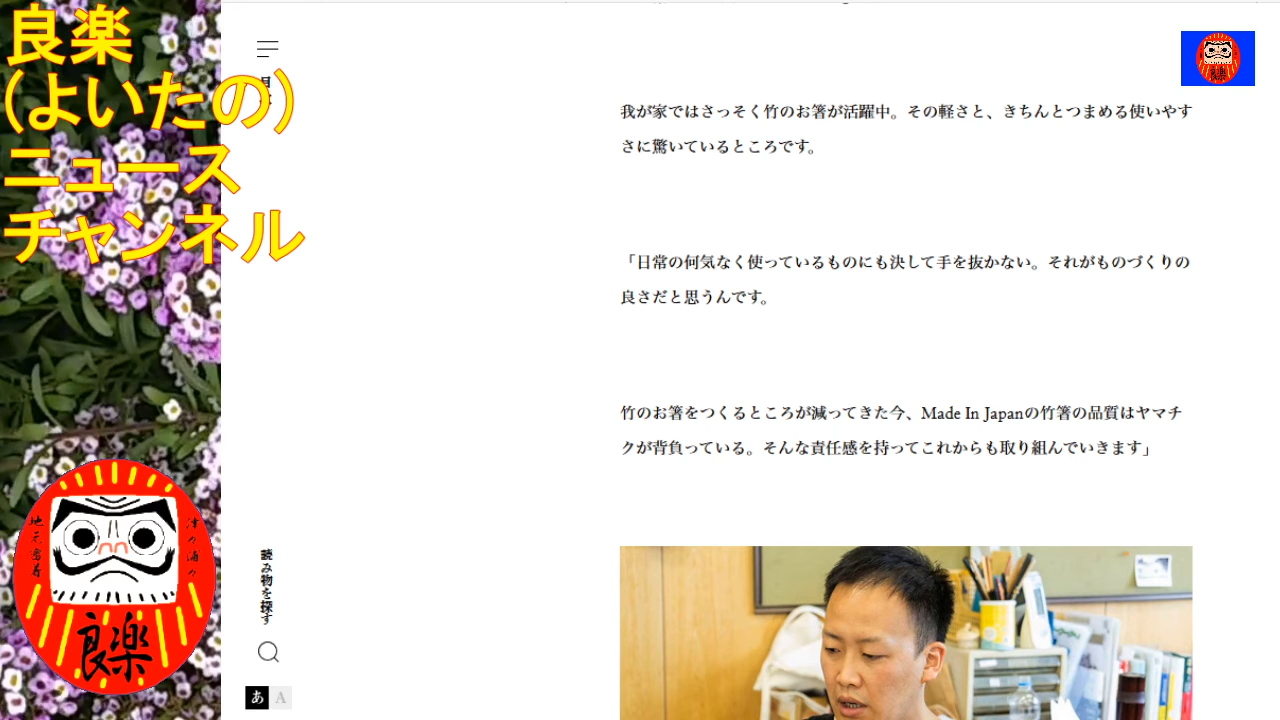 良楽
(よいたの)
ニュース
チャンネル
我が家ではさっそく竹のお箸が活躍中。その軽さと、きちんとつまめる使いやす
さに驚いているところです。
「日常の何気なく使っているものにも決して手を抜かない。それがものづくりの
良さだと思うんです。
竹のお箸をつくるところが減ってきた今、Made In Japanの竹箸の品質はヤマチ
クが背負っている。そんな責任感を持ってこれからも取り組んでいきます」
読み物を探す
あ A
津々浦々
地元密着
良楽